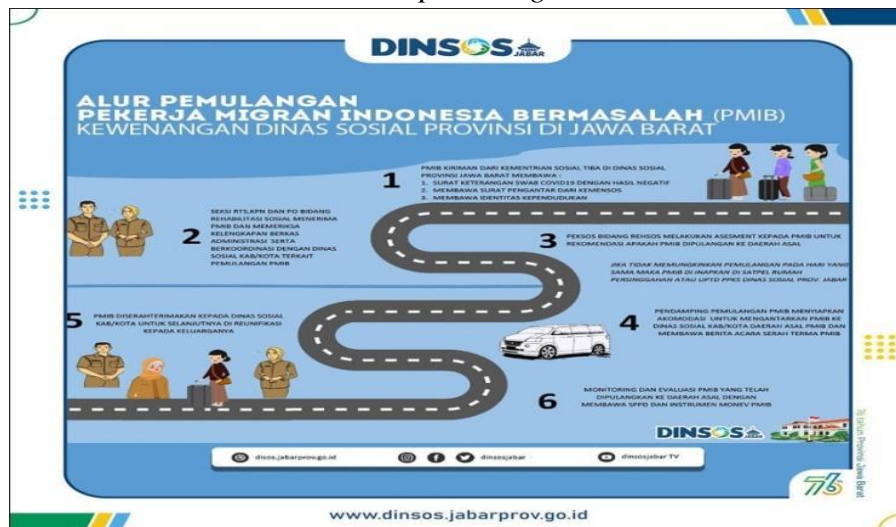 DINSOS
JABAR
ALUR PEMULANGAN
PEKERJA MIGRAN INDONESIA BERMASALAH (PMIB)
KEWENANGAN DINAS SOSIAL PROVINSI DI JAWA BARAT
1
PMIB KIRIMAN DARI KEMENTRIAN SOSIAL TIBA DI DINAS SOSIAL
PROVINSI JAWA BARAT MEMBAWA :
1. SURAT KETERANGAN SWAB COVID19 DENGAN HASIL NEGATIF
2. MEMBAWA SURAT PENGANTAR DARI KEMENSOS
3. MEMBAWA IDENTITAS KEPENDUDUKAN
2
SEKSI RTS,KPN DAN PO BIDANG
REHABILITASI SOSIAL MENERIMA
PMIB DAN MEMERIKSA
KELENGKAPAN BERKAS
ADMINISTRASI SERTA
BERKOORDINASI DENGAN DINAS
SOSIAL KAB/KOTA TERKAIT
PEMULANGAN PMIB
3
PEKSOS BIDANG REHSOS MELAKUKAN ASESMENT KEPADA PMIB UNTUK
REKOMENDASI APAKAH PMIB DIPULANGKAN KE DAERAH ASAL
JIKA TIDAK MEMUNGKINKAN PEMULANGAN PADA HARI YANG
SAMA MAKA PMIB DI INAPKAN DI SATPEL RUMAH
PERSINGGAHAN ATAU UPTD PPKS DINAS SOSIAL PROV. JABAR
4
PENDAMPING PEMULANGAN PMIB MENYIAPKAN
AKOMODASI UNTUK MENGANTARKAN PMIB KE
DINAS SOSIAL KAB/KOTA DAERAH ASAL PMIB DAN
MEMBAWA BERITA ACARA SERAH TERMA PMIB
5
PMIB DISERAHTERIMAKAN KEPADA DINAS SOSIAL
KAB/KOTA UNTUK SELANJUTNYA DI REUNIFIKASI
KEPADA KELUARGANYA
6
MONITORING DAN EVALUASI PMIB YANG TELAH
DIPULANGKAN KE DAERAH ASAL DENGAN
MEMBAWA SPPD DAN INSTRUMEN MONEV PMIB
DINSOS
disos.jabarprov.go.id
dinsosjabar
dinsosjabar TV
76 tahun Provinsi Jawa Barat
76
www.dinsos.jabarprov.go.id